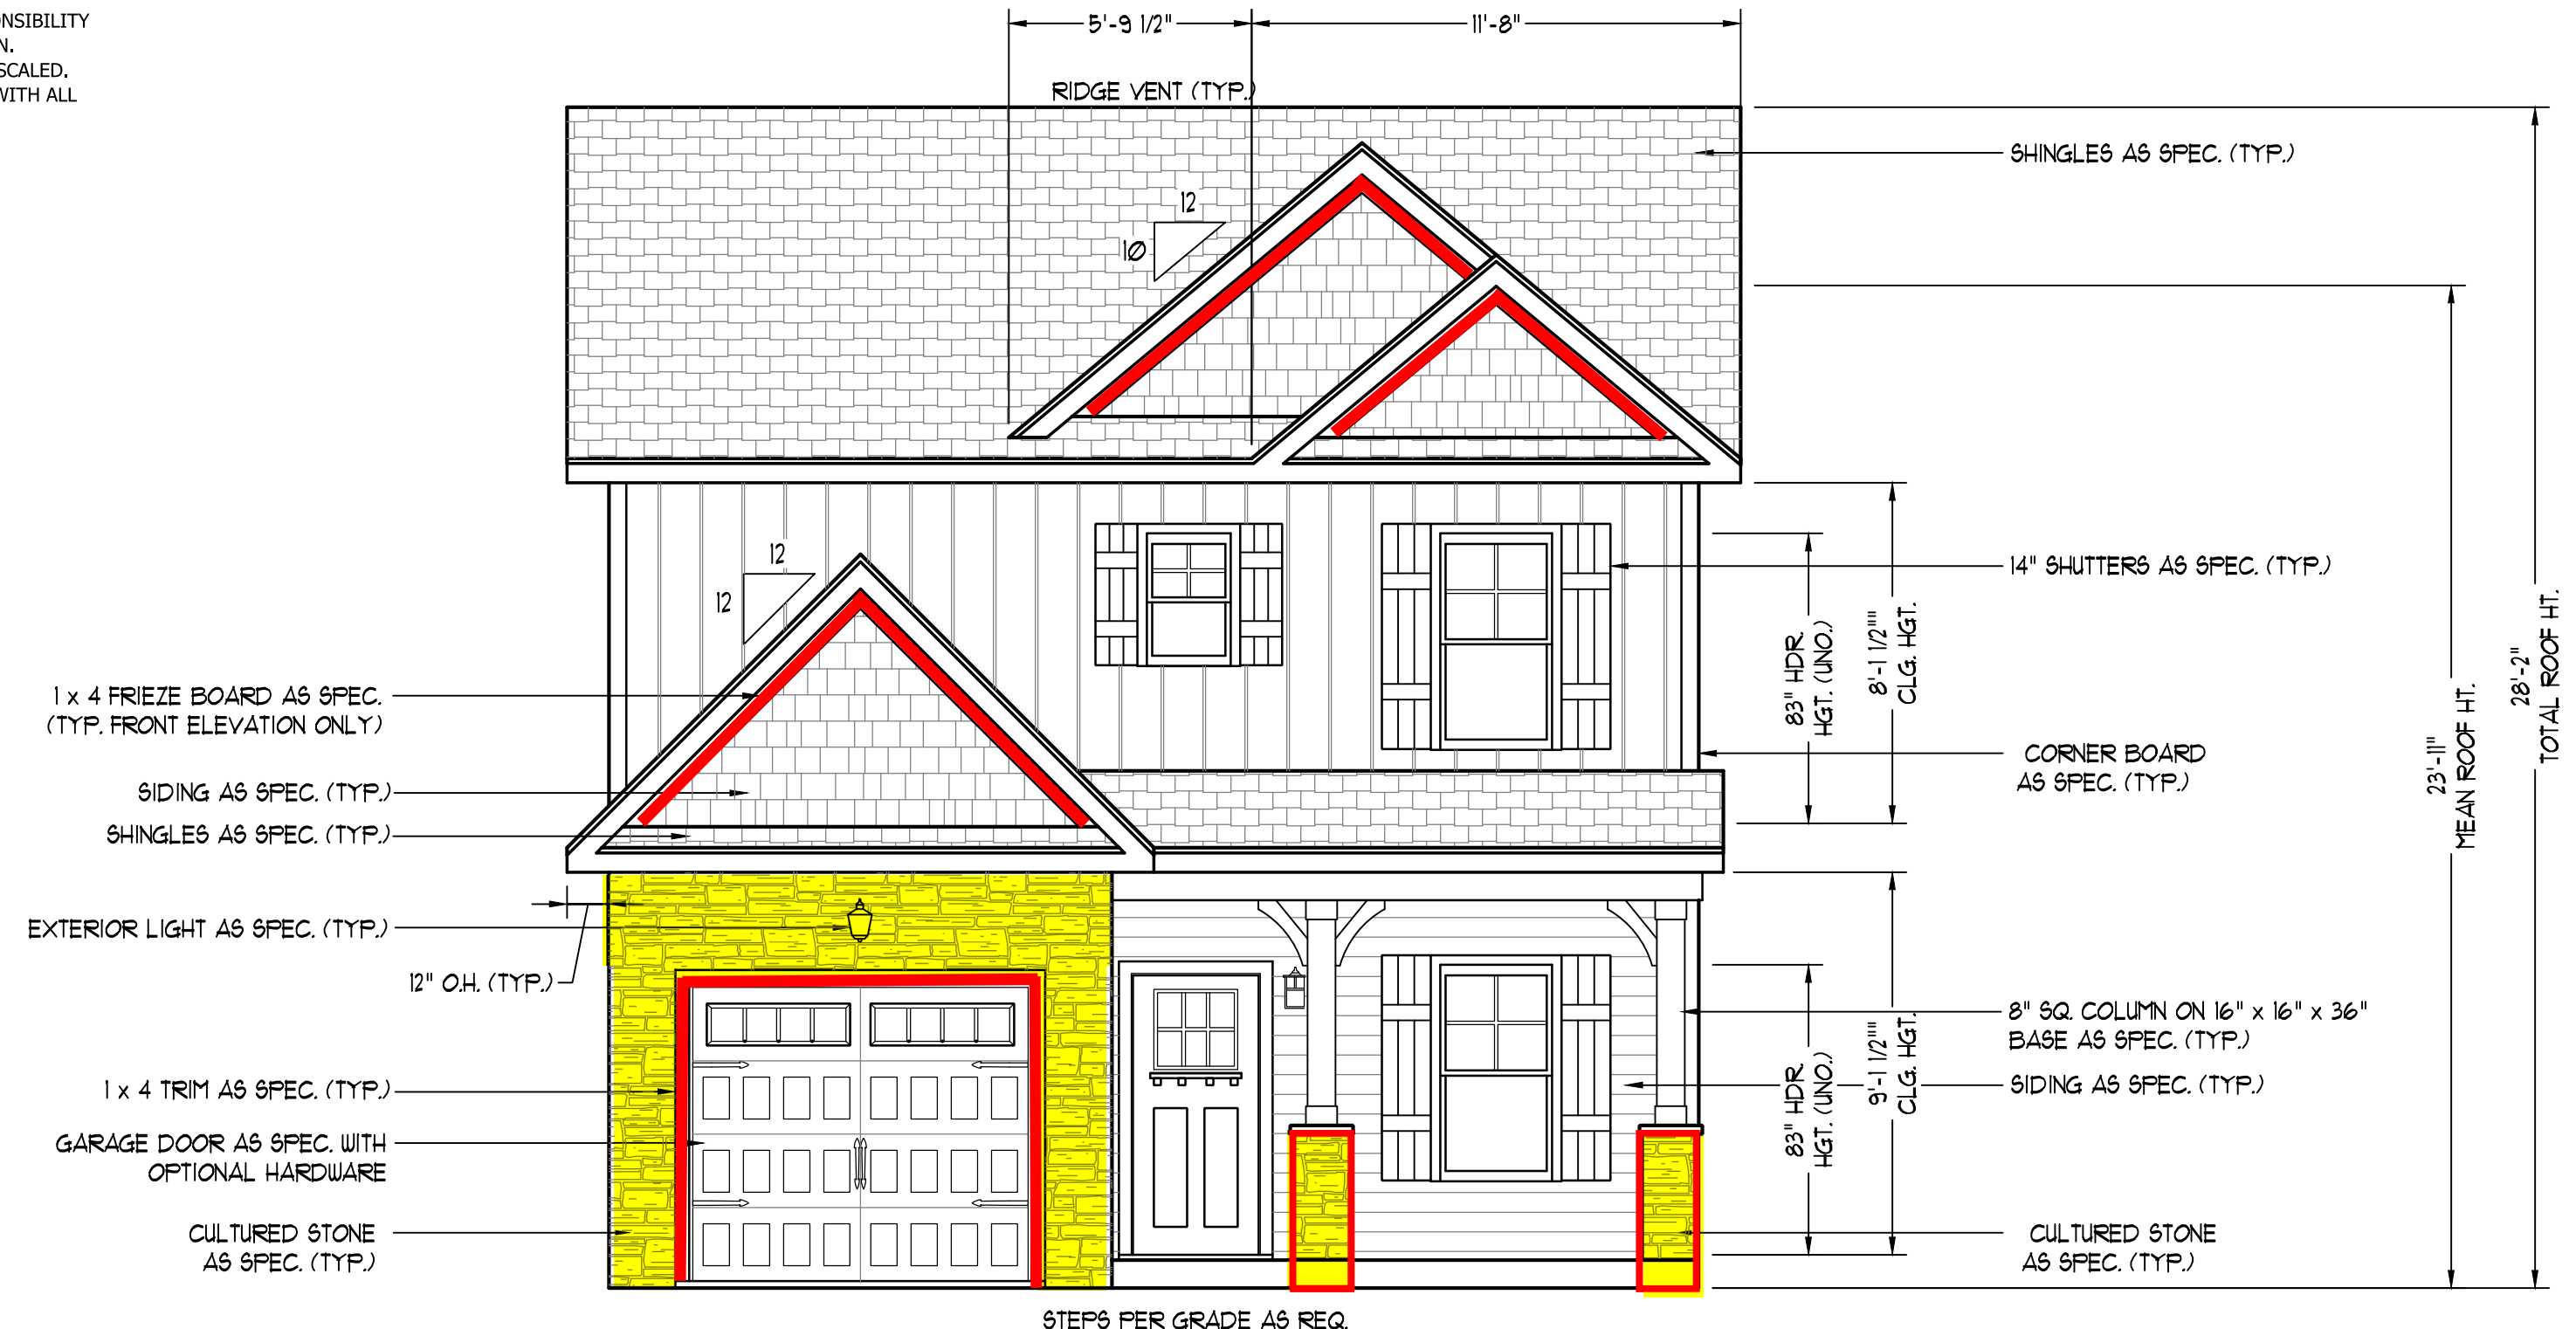 NSIBILITY
N.
SCALED.
WITH ALL
5'-9 1/2"
11'-8"
RIDGE VENT (TYP.)
SHINGLES AS SPEC. (TYP.)
12
10
14" SHUTTERS AS SPEC. (TYP.)
12
12
83" HDR.
HGT. (UNO.)
8'-1 1/2""
CLG. HGT.
23'-11"
MEAN ROOF HT.
28'-2"
TOTAL ROOF HT.
1 x 4 FRIEZE BOARD AS SPEC.
(TYP. FRONT ELEVATION ONLY)
CORNER BOARD
AS SPEC. (TYP.)
SIDING AS SPEC. (TYP.)
SHINGLES AS SPEC. (TYP.)
EXTERIOR LIGHT AS SPEC. (TYP.)
12" O.H. (TYP.)
8" SQ. COLUMN ON 16" x 16" x 36"
BASE AS SPEC. (TYP.)
83" HDR.
HGT. (UNO.)
9'-1 1/2""
CLG. HGT.
1 x 4 TRIM AS SPEC. (TYP.)
SIDING AS SPEC. (TYP.)
GARAGE DOOR AS SPEC. WITH
OPTIONAL HARDWARE
CULTURED STONE
AS SPEC. (TYP.)
CULTURED STONE
AS SPEC. (TYP.)
STEPS PER GRADE AS REQ.